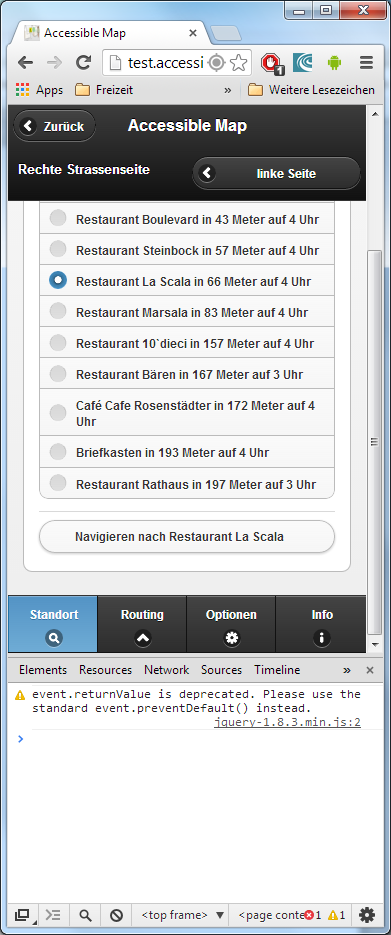 Accessible Map
test.accessi
1
Apps
Freizeit
»
Weitere Lesezeichen
Zurück
Accessible Map
Rechte Strassenseite
linke Seite
Restaurant Boulevard in 43 Meter auf 4 Uhr
Restaurant Steinbock in 57 Meter auf 4 Uhr
Restaurant La Scala in 66 Meter auf 4 Uhr
Restaurant Marsala in 83 Meter auf 4 Uhr
Restaurant 10`dieci in 157 Meter auf 4 Uhr
Restaurant Bären in 167 Meter auf 3 Uhr
Café Cafe Rosenstädter in 172 Meter auf 4
Uhr
Briefkasten in 193 Meter auf 4 Uhr
Restaurant Rathaus in 197 Meter auf 3 Uhr
Navigieren nach Restaurant La Scala
Standort
Routing
Optionen
Info
Elements Resources Network Sources Timeline »
event.returnValue is deprecated. Please use the
standard event.preventDefault() instead.
jquery-1.8.3.min.js:2
<top frame>
<page conte
1
1